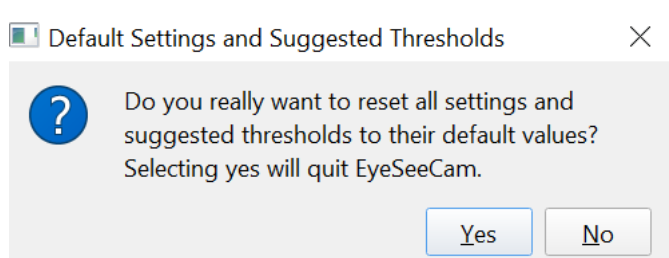 Default Settings and Suggested Thresholds
Do you really want to reset all settings and
suggested thresholds to their default values?
Selecting yes will quit EyeSeeCam.
Yes No